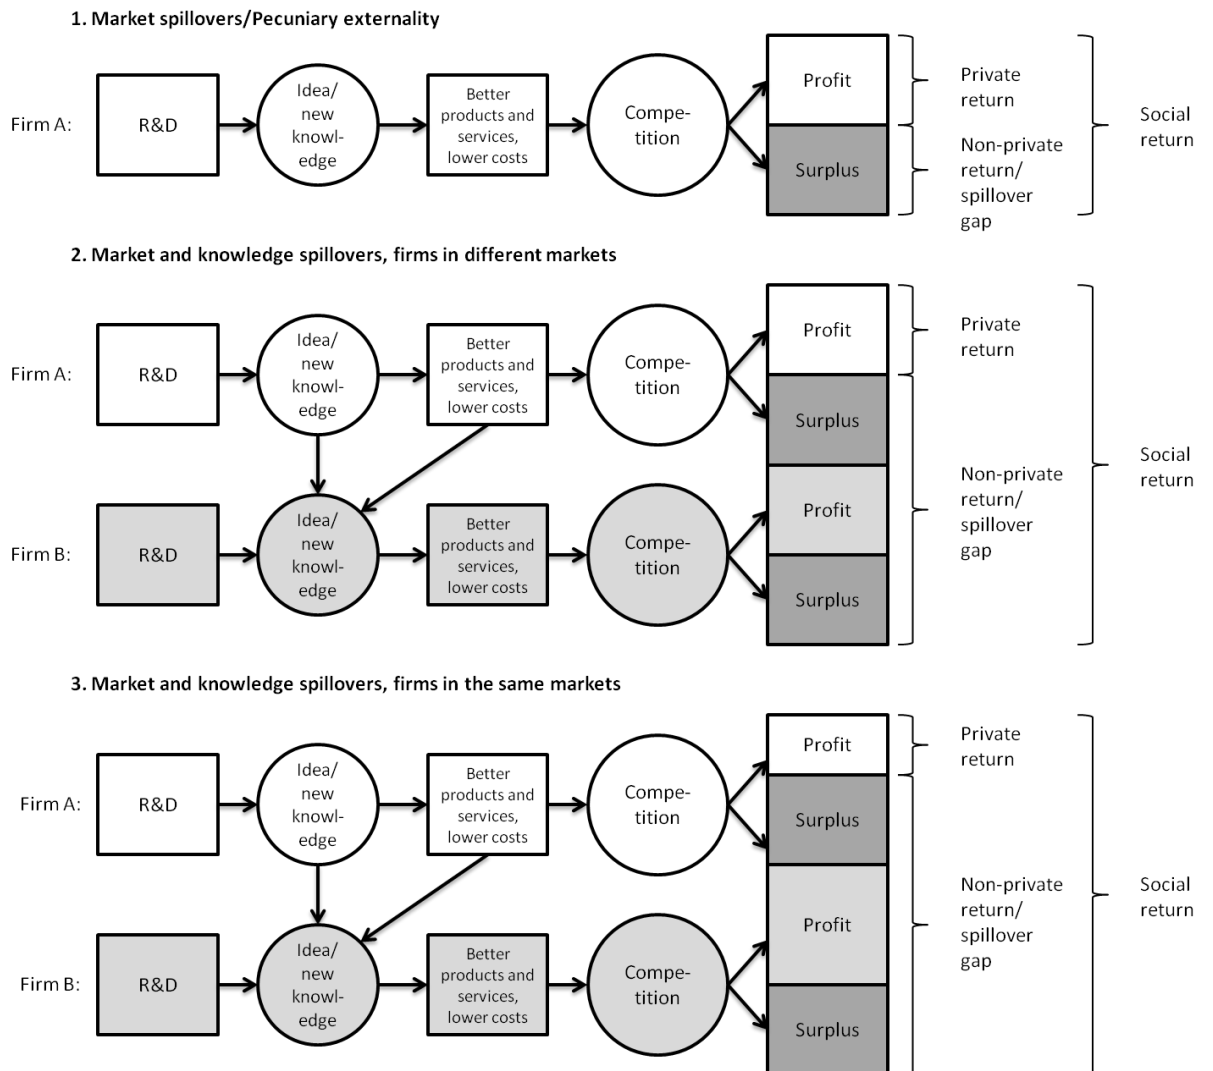 1. Market spillovers/Pecuniary externality
Firm A:
R&D
Idea/
new
knowl-
edge
Better
products and
services,
lower costs
Compe-
tition
Profit
Surplus
Private
return
Non-private
return/
spillover
gap
Social
return
2. Market and knowledge spillovers, firms in different markets
Firm A:
R&D
Idea/
new
knowl-
edge
Better
products and
services,
lower costs
Compe-
tition
Profit
Surplus
Private
return
Firm B:
R&D
Idea/
new
knowl-
edge
Better
products and
services,
lower costs
Compe-
tition
Profit
Surplus
Non-private
return/
spillover
gap
Social
return
3. Market and knowledge spillovers, firms in the same markets
Firm A:
R&D
Idea/
new
knowl-
edge
Better
products and
services,
lower costs
Compe-
tition
Profit
Surplus
Private
return
Firm B:
R&D
Idea/
new
knowl-
edge
Better
products and
services,
lower costs
Compe-
tition
Profit
Surplus
Non-private
return/
spillover
gap
Social
return